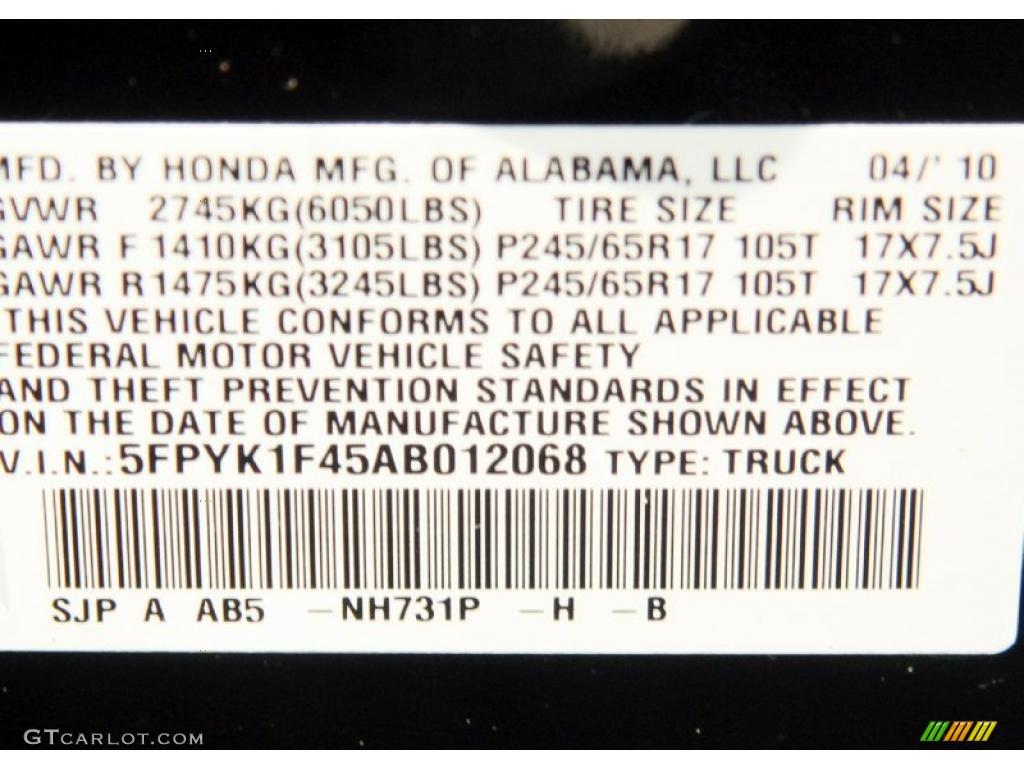 MFD. BY HONDA MFG. OF ALABAMA, LLC 04/'10
GVWR 2745KG(6050LBS) TIRE SIZE RIM SIZE
GAWR F 1410KG(3105LBS) P245/65R17 105T 17X7.5J
GAWR R1475KG(3245LBS) P245/65R17 105T 17X7.5J
THIS VEHICLE CONFORMS TO ALL APPLICABLE
FEDERAL MOTOR VEHICLE SAFETY
AND THEFT PREVENTION STANDARDS IN EFFECT
ON THE DATE OF MANUFACTURE SHOWN ABOVE.
V.I.N.:5FPYK1F45AB012068 TYPE: TRUCK
SJP A AB5 -NH731P -H -B
GTCARLOT.COM